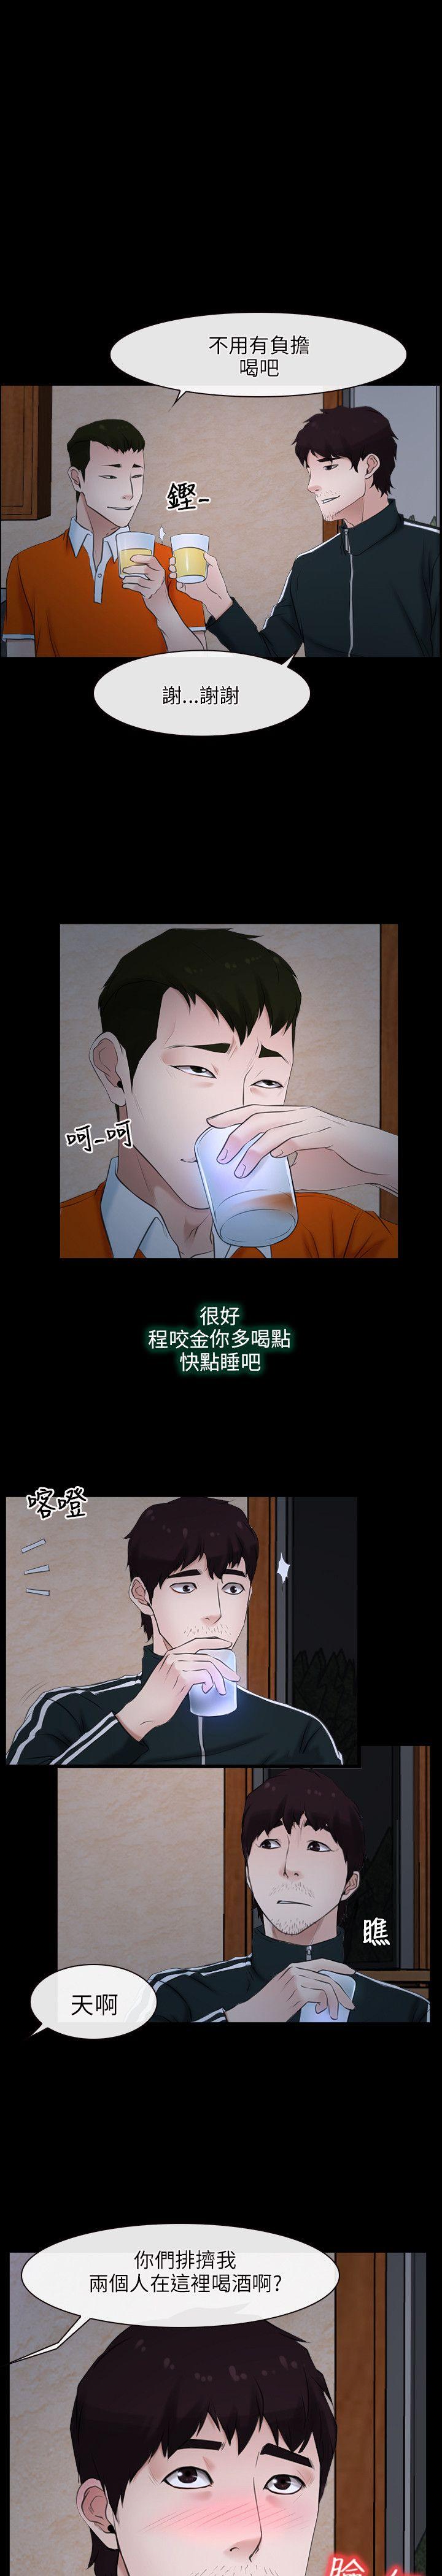 不用有負擔
喝吧
鏗-
謝...謝謝
呵-呵
很好
程咬金你多喝點
快點睡吧
喀噔
瞧
天啊
你們排擠我
兩個人在這裡喝酒啊?
臉